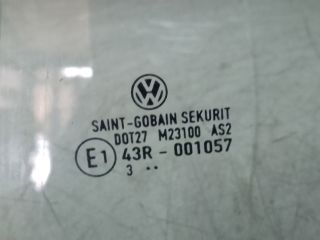 SAINT-GOBAIN SEKURIT
DOT27 M23100 AS2
E1 43R - 001057
3 ..